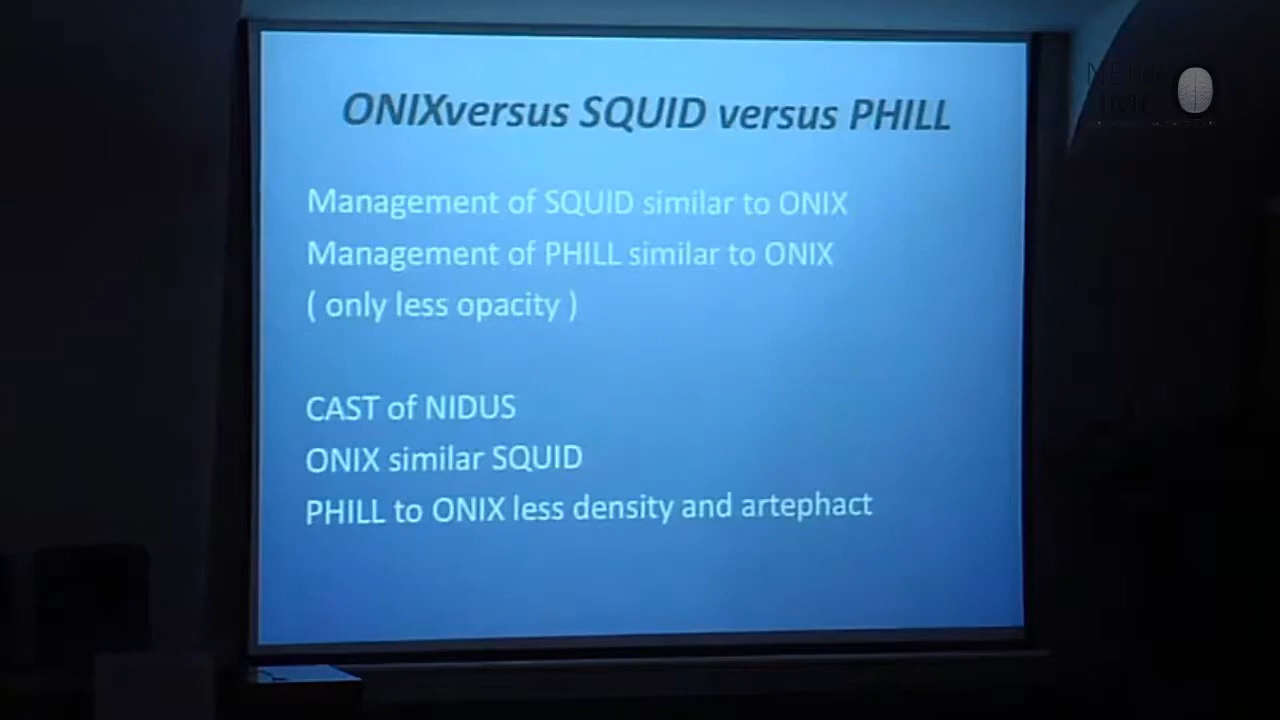 ONIXversus SQUID versus PHILL
Management of SQUID similar to ONIX
Management of PHILL similar to ONIX
( only less opacity )
CAST of NIDUS
ONIX similar SQUID
PHILL to ONIX less density and artephact